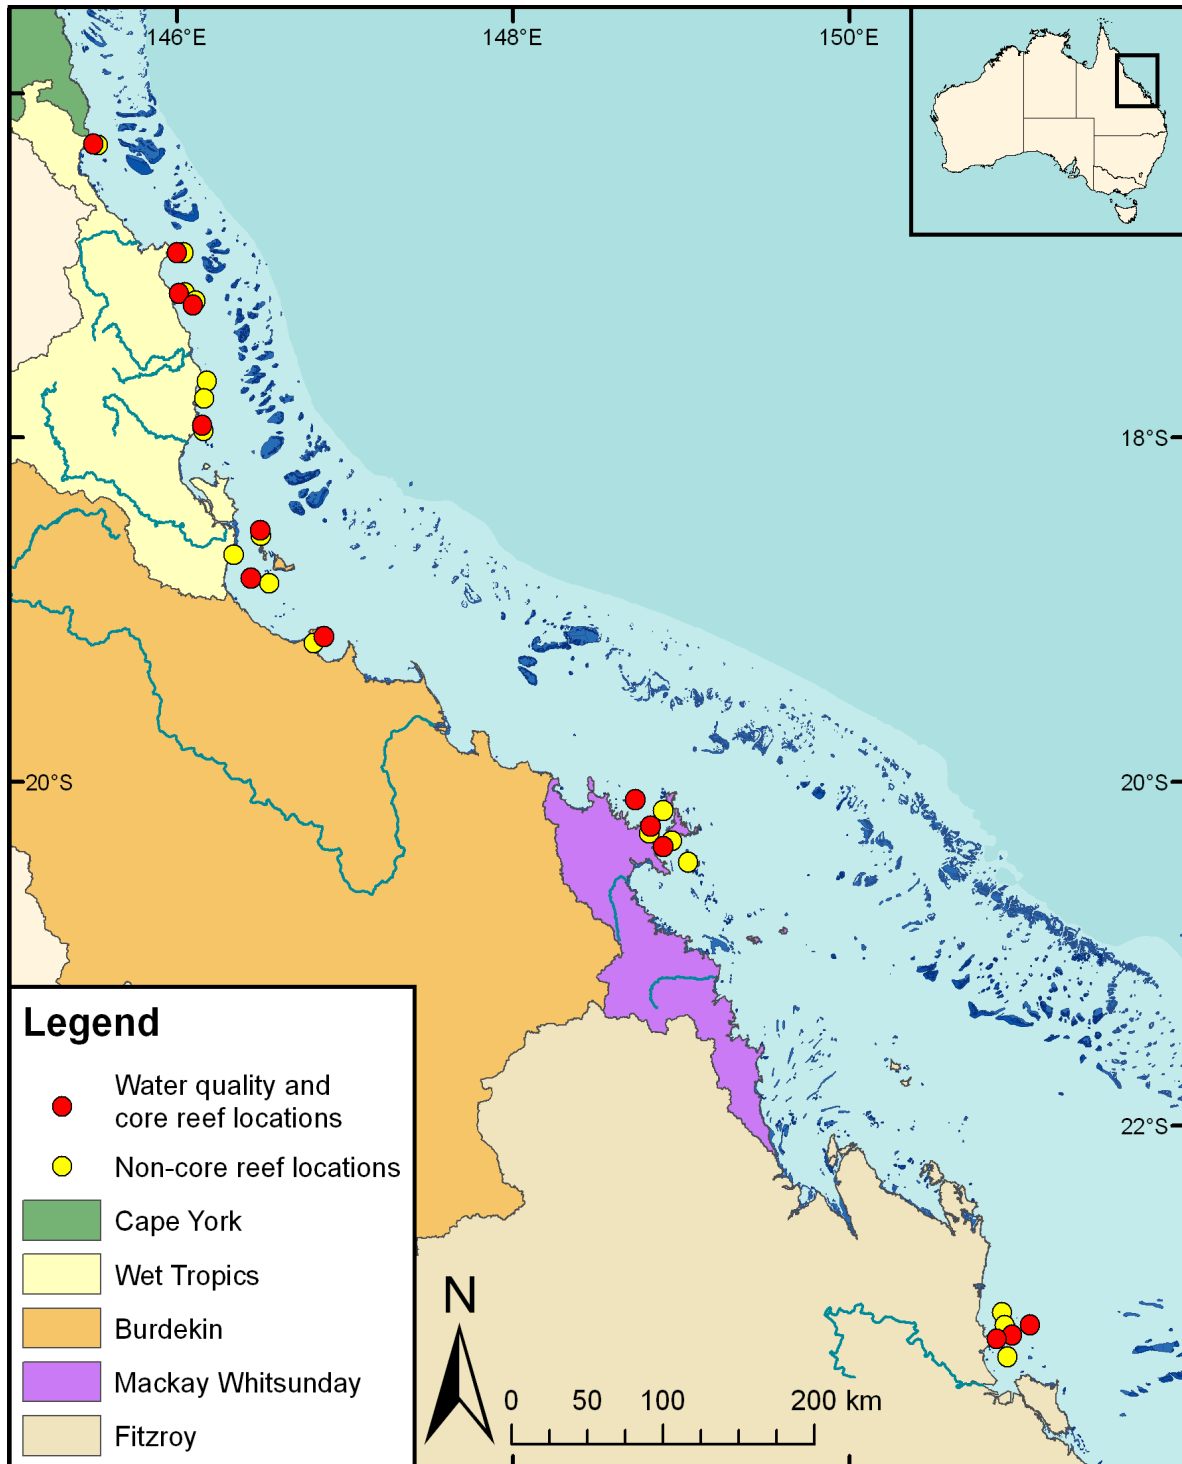 146°E
148°E
150°E
18°S
20°S
20°S
22°S
Legend
Water quality and
core reef locations
Non-core reef locations
Cape York
Wet Tropics
Burdekin
Mackay Whitsunday
Fitzroy
N
0 50 100 200 km